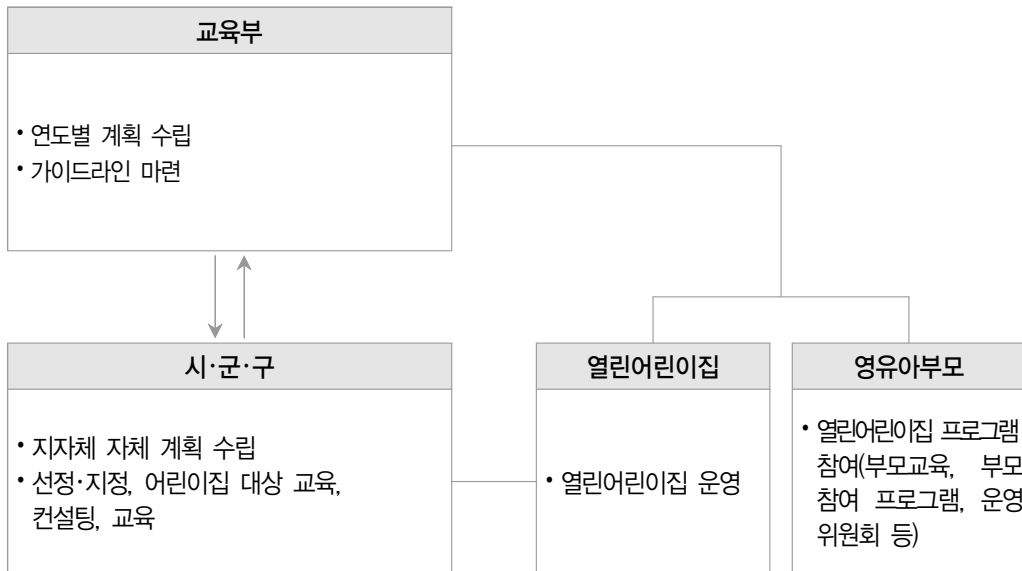 교육부
• 연도별 계획 수립
• 가이드라인 마련
시·군·구
• 지자체 자체 계획 수립
• 선정·지정, 어린이집 대상 교육,
컨설팅, 교육
열린어린이집
• 열린어린이집 운영
영유아부모
• 열린어린이집 프로그램
참여(부모교육, 부모
참여 프로그램, 운영
위원회 등)